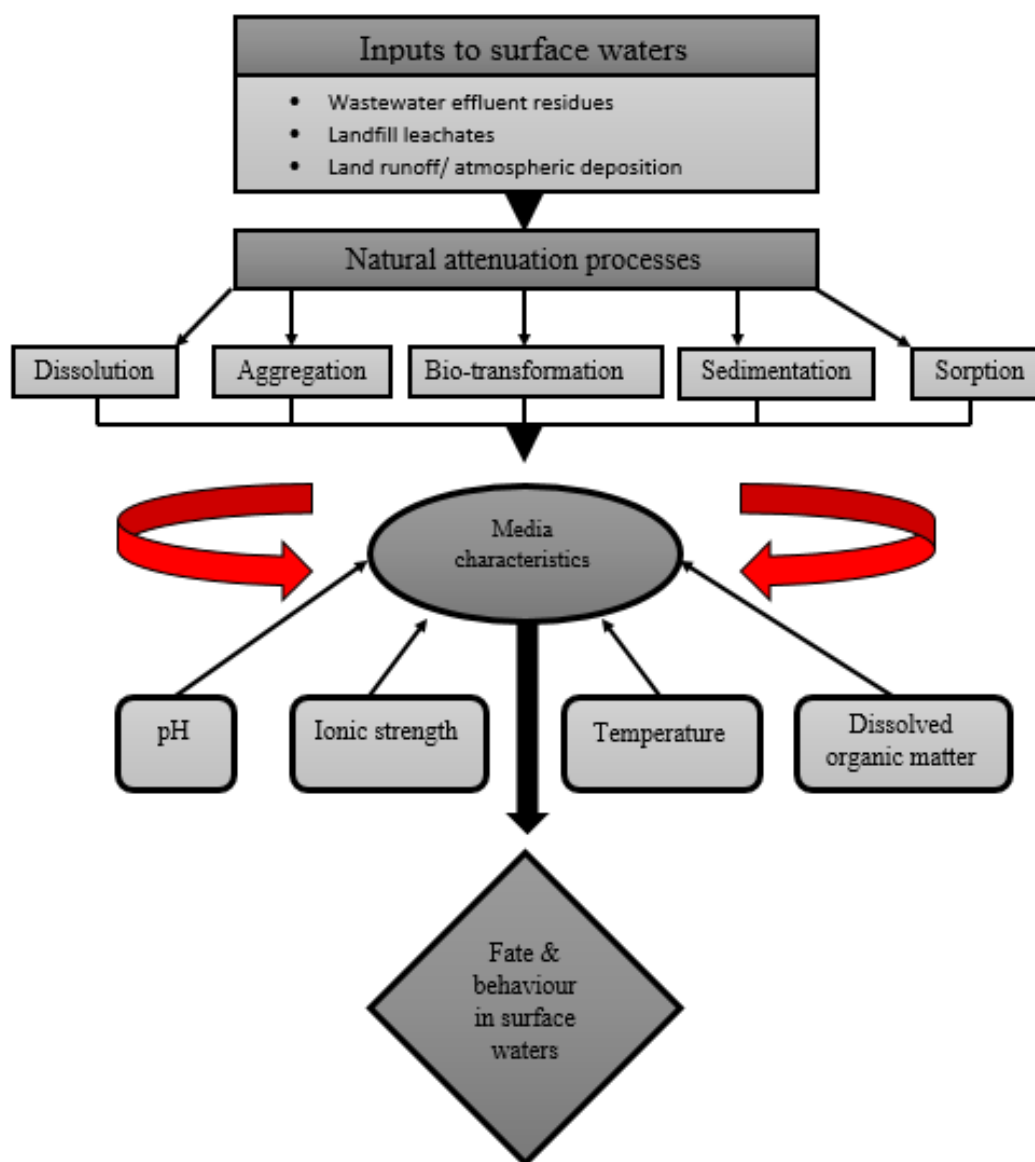 Inputs to surface waters
• Wastewater effluent residues
• Landfill leachates
• Land runoff/ atmospheric deposition
Natural attenuation processes
Dissolution
Aggregation
Bio-transformation
Sedimentation
Sorption
Media
characteristics
pH
Ionic strength
Temperature
Dissolved
organic matter
Fate &
behaviour
in surface
waters